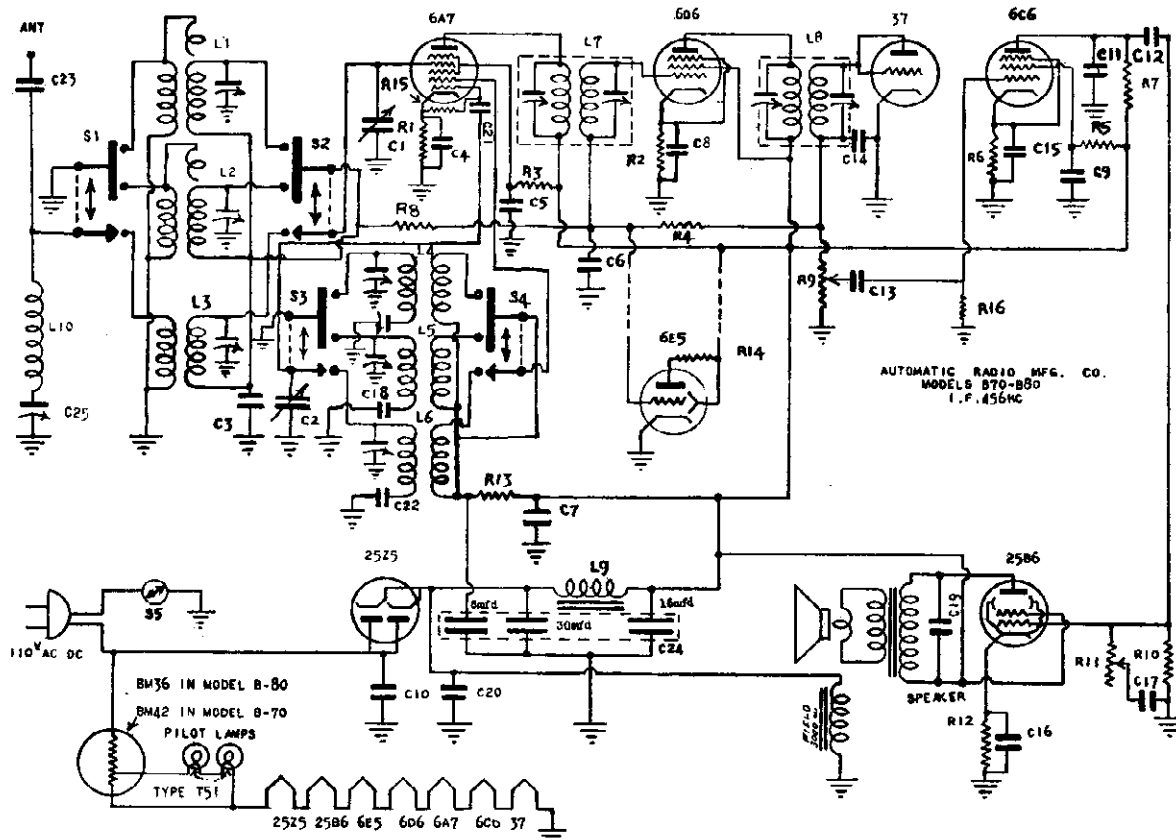 ANT
C23
S1
L10
C25
L1
L2
L3
C3
S2
6A7
R15
R1
C1
C4
R8
R3
C5
L7
6D6
R2
C8
L8
37
C14
6C6
C11
C12
R7
R5
R6
C15
C9
R4
C6
R9
C13
R16
L4
S3
L5
S4
C18
C2
L6
C22
R13
C7
6E5
R14
AUTOMATIC RADIO MFG. CO.
MODELS B70-B80
I.F. 456KC
25Z5
S5
110V AC DC
L9
8mfd
30mfd
16mfd
C24
C10
C20
BM36 IN MODEL B-80
BM42 IN MODEL B-70
PILOT LAMPS
TYPE T51
25Z5 25B6 6E5 6D6 6A7 6C6 37
FIELD
SPEAKER
C19
25B6
R12
C16
R11
R10
C17